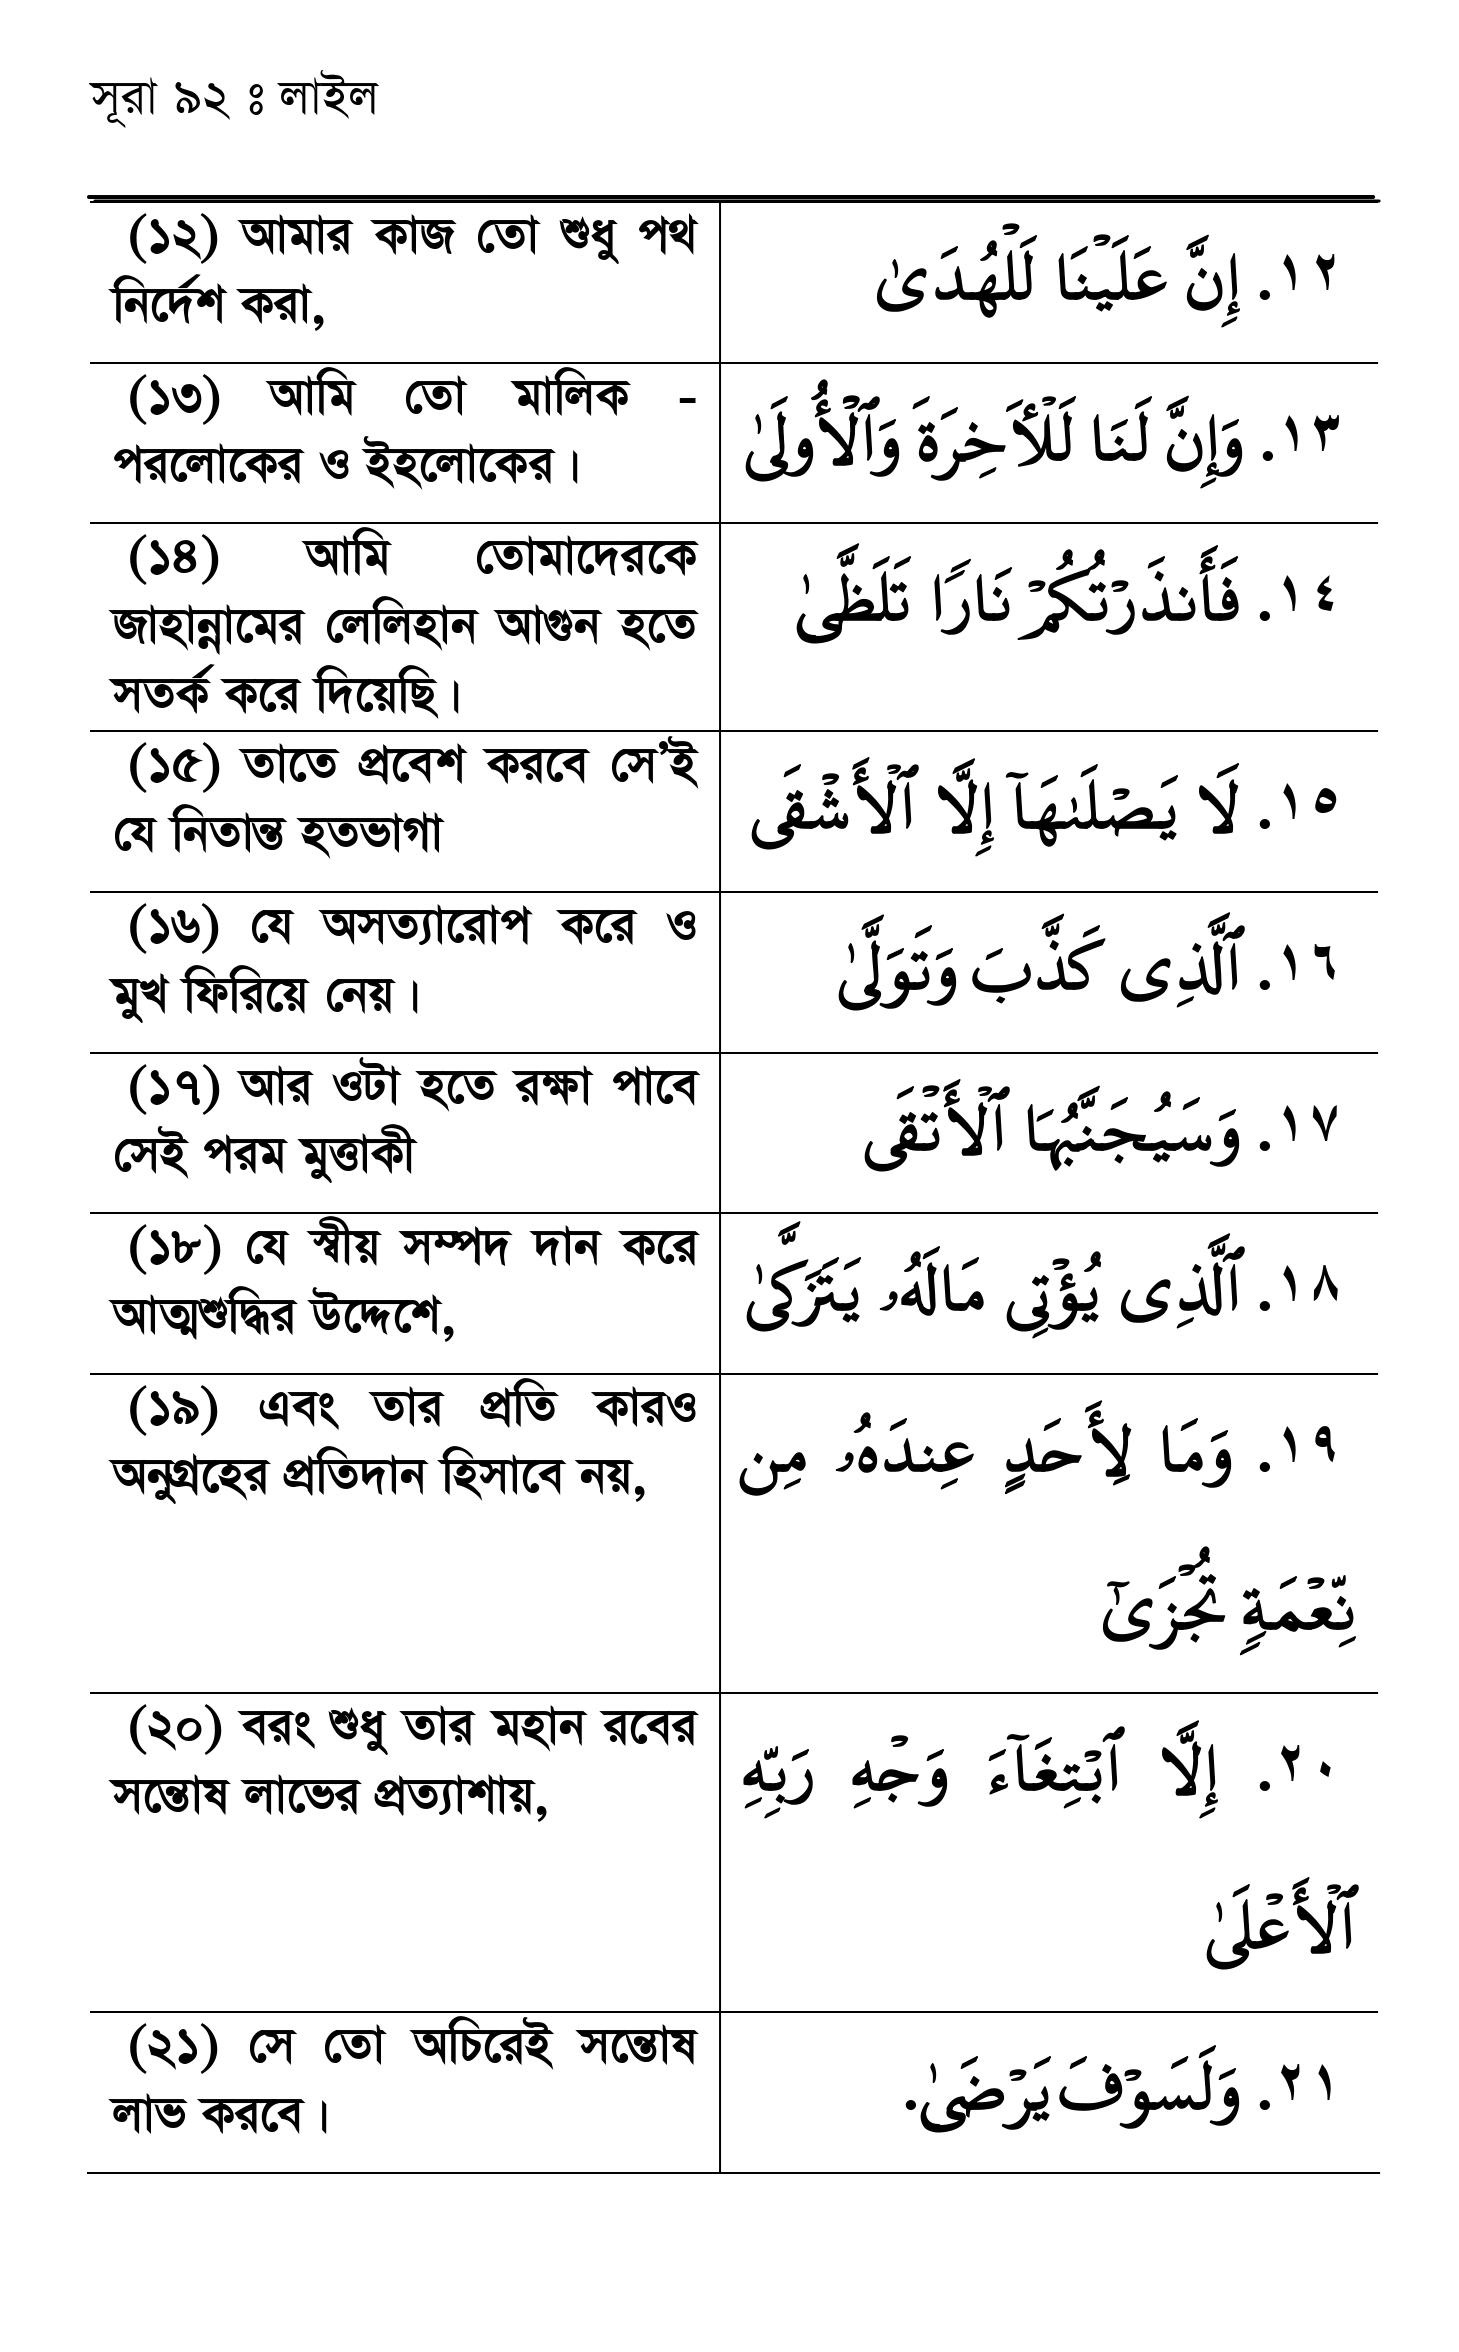 সূরা ৯২ ঃ লাইল
(১২) আমার কাজ তো শুধু পথ
নির্দেশ করা,
١٢. إِنَّ عَلَيۡنَا لَلۡهُدَىٰ
(১৩) আমি তো মালিক -
পরলোকের ও ইহলোকের।
١٣. وَإِنَّ لَنَا لَلۡأٓخِرَةَ وَٱلۡأُولَىٰ
(১৪) আমি তোমাদেরকে
জাহান্নামের লেলিহান আগুন হতে
সতর্ক করে দিয়েছি।
١٤. فَأَنذَرۡتُكُمۡ نَارٗا تَلَظَّىٰ
(১৫) তাতে প্রবেশ করবে সে’ই
যে নিতান্ত হতভাগা
١٥. لَا يَصۡلَىٰهَآ إِلَّا ٱلۡأَشۡقَى
(১৬) যে অসত্যারোপ করে ও
মুখ ফিরিয়ে নেয়।
١٦. ٱلَّذِى كَذَّبَ وَتَوَلَّىٰ
(১৭) আর ওটা হতে রক্ষা পাবে
সেই পরম মুত্তাকী
١٧. وَسَيُجَنَّبُهَا ٱلۡأَتۡقَى
(১৮) যে স্বীয় সম্পদ দান করে
আত্মশুদ্ধির উদ্দেশে,
١٨. ٱلَّذِى يُؤۡتِى مَالَهُۥ يَتَزَكَّىٰ
(১৯) এবং তার প্রতি কারও
অনুগ্রহের প্রতিদান হিসাবে নয়,
١٩. وَمَا لِأَحَدٍ عِندَهُۥ مِن
نِّعۡمَةٖ تُجۡزَىٰٓ
(২০) বরং শুধু তার মহান রবের
সন্তোষ লাভের প্রত্যাশায়,
٢٠. إِلَّا ٱبۡتِغَآءَ وَجۡهِ رَبِّهِ
ٱلۡأَعۡلَىٰ
(২১) সে তো অচিরেই সন্তোষ
লাভ করবে।
٢١. وَلَسَوۡفَ يَرۡضَىٰ.